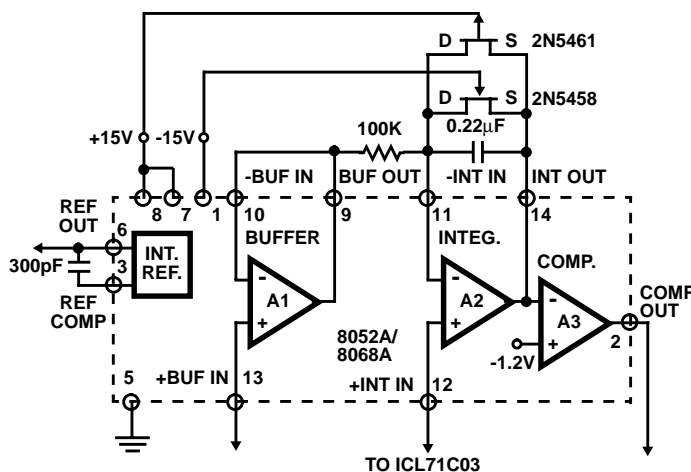 D S 2N5461
D S 2N5458
+15V -15V 100K 0.22μF
-BUF IN BUF OUT -INT IN INT OUT
REF OUT 8 7 1 10 9 11 14
6 BUFFER INTEG. COMP.
300pF 3 INT. REF.
REF COMP
- A1 +
- A2 +
- A3 +
COMP OUT
8052A/
8068A
-1.2V 2
5 +BUF IN 13 +INT IN 12
TO ICL71C03